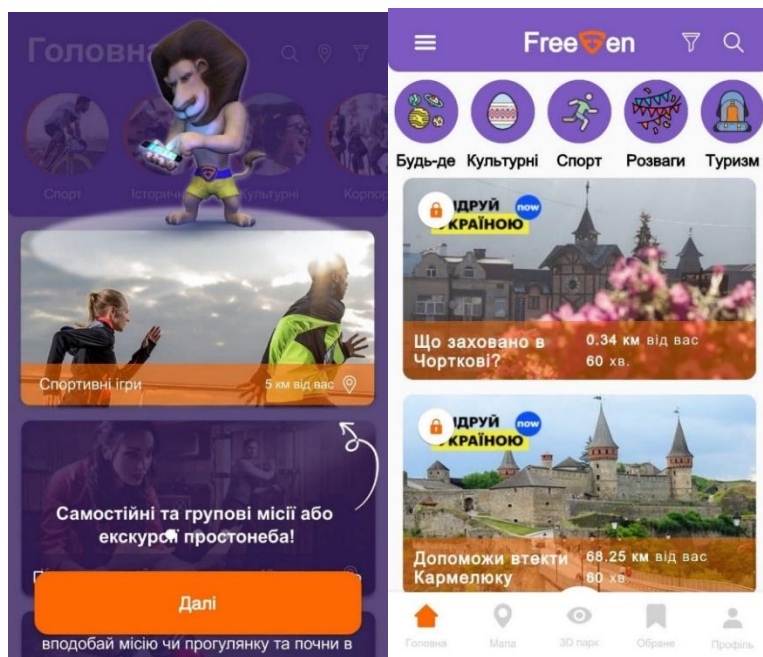 Головна
Спорт
Історичні
Культурні
Корпор
Спортивні ігри
5 км від вас
Самостійні та групові місії або
екскурсії простонеба!
Далі
вподобай місію чи прогулянку та почни в
FreeGen
Будь-де Культурні Спорт Розваги Туризм
now
КРАЇНОЮ
Що заховано в
Чорткові?
0.34 км від вас
60 хв.
now
КРАЇНОЮ
Допоможи втекти
Кармелюку
68.25 км від вас
60 хв.
Головна Мапа 3D парк Обране Профіль